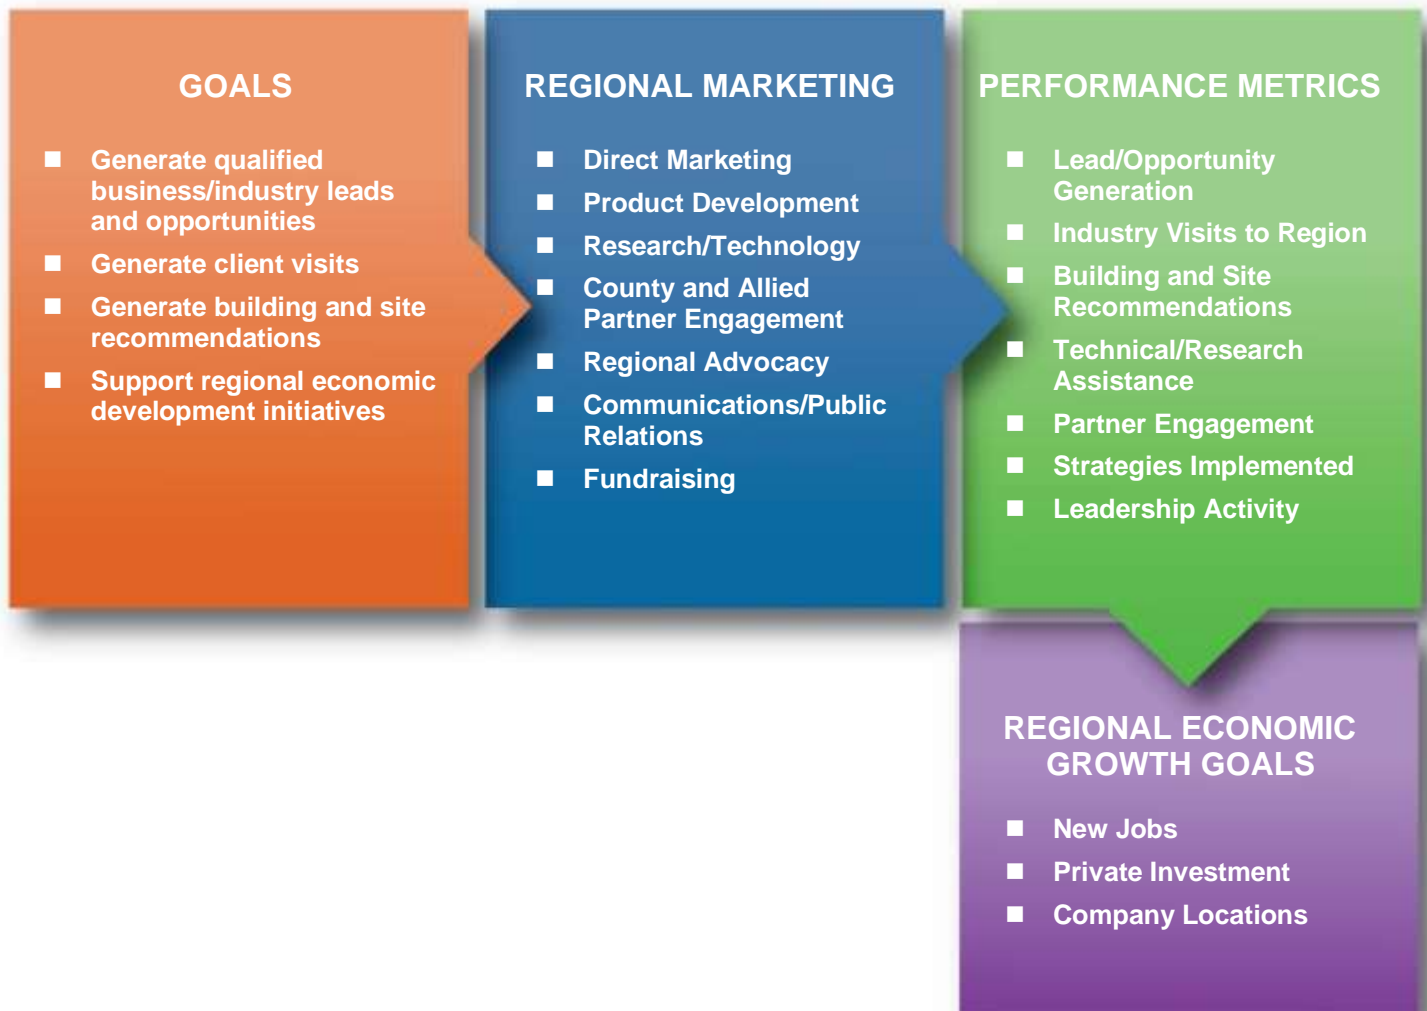 GOALS
Generate qualified
business/industry leads
and opportunities
Generate client visits
Generate building and site
recommendations
Support regional economic
development initiatives
REGIONAL MARKETING
Direct Marketing
Product Development
Research/Technology
County and Allied
Partner Engagement
Regional Advocacy
Communications/Public
Relations
Fundraising
PERFORMANCE METRICS
Lead/Opportunity
Generation
Industry Visits to Region
Building and Site
Recommendations
Technical/Research
Assistance
Partner Engagement
Strategies Implemented
Leadership Activity
REGIONAL ECONOMIC
GROWTH GOALS
New Jobs
Private Investment
Company Locations